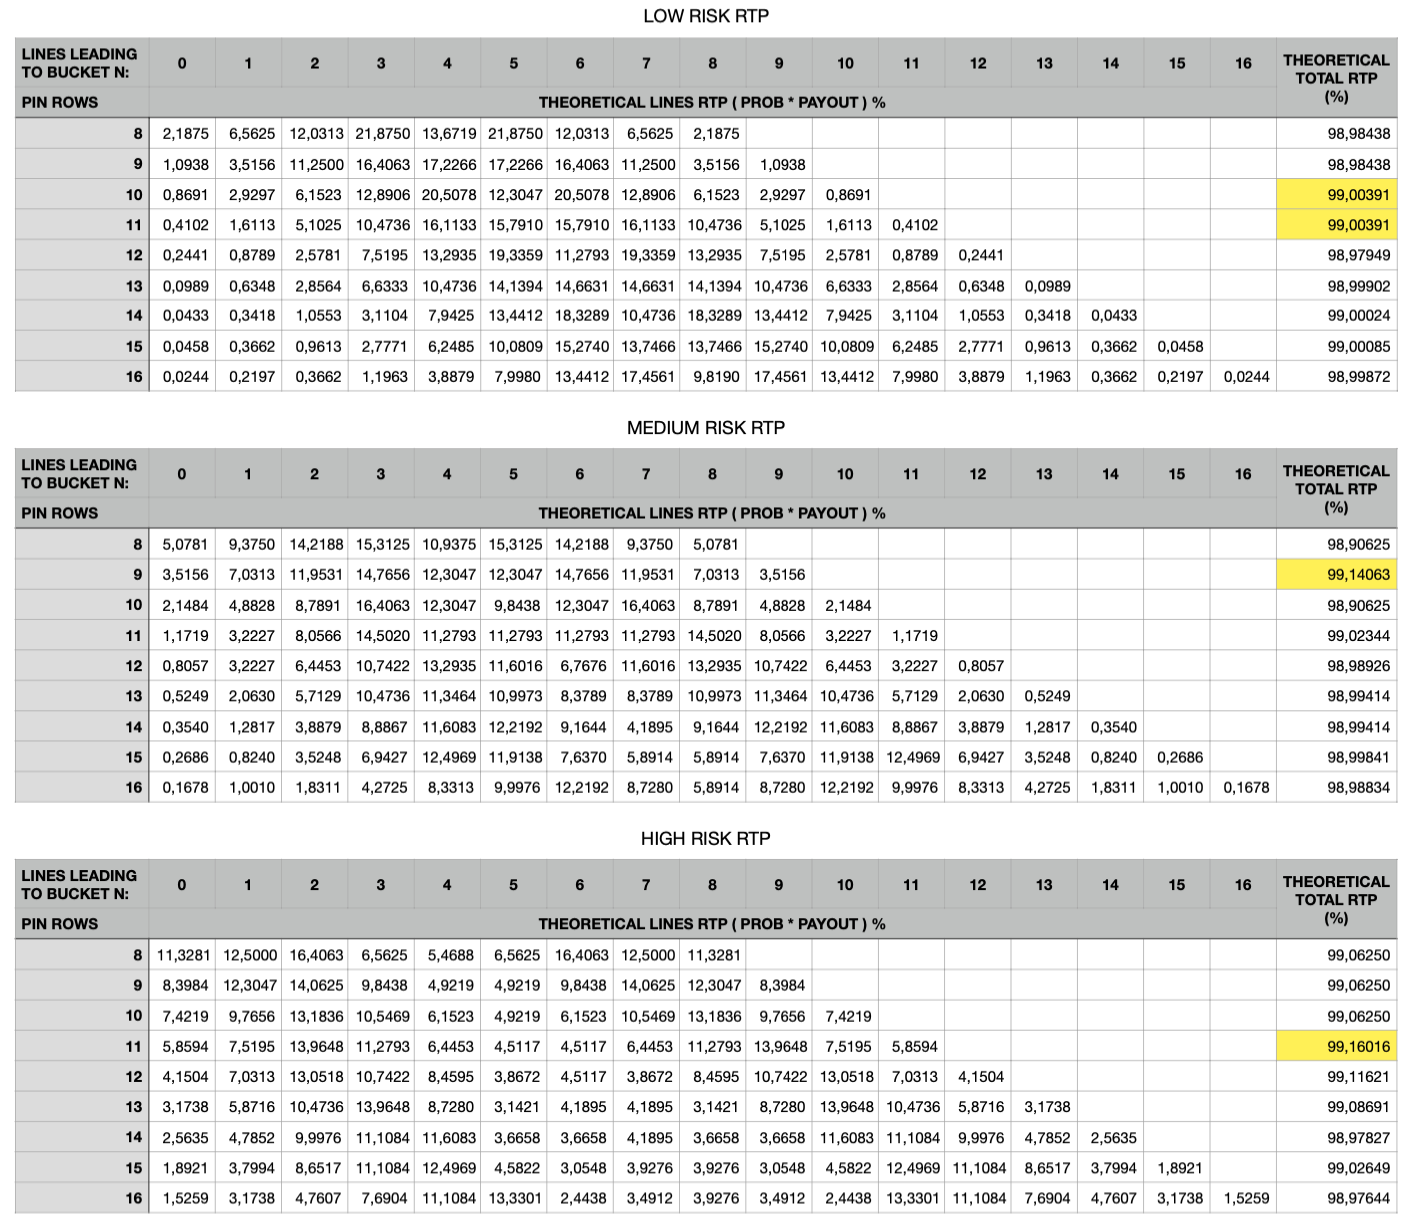 LOW RISK RTP
LINES LEADING TO BUCKET N: 0 1 2 3 4 5 6 7 8 9 10 11 12 13 14 15 16 THEORETICAL TOTAL RTP (%)
PIN ROWS THEORETICAL LINES RTP ( PROB * PAYOUT ) %
8 2,1875 6,5625 12,0313 21,8750 13,6719 21,8750 12,0313 6,5625 2,1875 98,98438
9 1,0938 3,5156 11,2500 16,4063 17,2266 17,2266 16,4063 11,2500 3,5156 1,0938 98,98438
10 0,8691 2,9297 6,1523 12,8906 20,5078 12,3047 20,5078 12,8906 6,1523 2,9297 0,8691 99,00391
11 0,4102 1,6113 5,1025 10,4736 16,1133 15,7910 15,7910 16,1133 10,4736 5,1025 1,6113 0,4102 99,00391
12 0,2441 0,8789 2,5781 7,5195 13,2935 19,3359 11,2793 19,3359 13,2935 7,5195 2,5781 0,8789 0,2441 98,97949
13 0,0989 0,6348 2,8564 6,6333 10,4736 14,1394 14,6631 14,6631 14,1394 10,4736 6,6333 2,8564 0,6348 0,0989 98,99902
14 0,0433 0,3418 1,0553 3,1104 7,9425 13,4412 18,3289 10,4736 18,3289 13,4412 7,9425 3,1104 1,0553 0,3418 0,0433 99,00024
15 0,0458 0,3662 0,9613 2,7771 6,2485 10,0809 15,2740 13,7466 13,7466 15,2740 10,0809 6,2485 2,7771 0,9613 0,3662 0,0458 99,00085
16 0,0244 0,2197 0,3662 1,1963 3,8879 7,9980 13,4412 17,4561 9,8190 17,4561 13,4412 7,9980 3,8879 1,1963 0,3662 0,2197 0,0244 98,99872
MEDIUM RISK RTP
LINES LEADING TO BUCKET N: 0 1 2 3 4 5 6 7 8 9 10 11 12 13 14 15 16 THEORETICAL TOTAL RTP (%)
PIN ROWS THEORETICAL LINES RTP ( PROB * PAYOUT ) %
8 5,0781 9,3750 14,2188 15,3125 10,9375 15,3125 14,2188 9,3750 5,0781 98,90625
9 3,5156 7,0313 11,9531 14,7656 12,3047 12,3047 14,7656 11,9531 7,0313 3,5156 99,14063
10 2,1484 4,8828 8,7891 16,4063 12,3047 9,8438 12,3047 16,4063 8,7891 4,8828 2,1484 98,90625
11 1,1719 3,2227 8,0566 14,5020 11,2793 11,2793 11,2793 11,2793 14,5020 8,0566 3,2227 1,1719 99,02344
12 0,8057 3,2227 6,4453 10,7422 13,2935 11,6016 6,7676 11,6016 13,2935 10,7422 6,4453 3,2227 0,8057 98,98926
13 0,5249 2,0630 5,7129 10,4736 11,3464 10,9973 8,3789 8,3789 10,9973 11,3464 10,4736 5,7129 2,0630 0,5249 98,99414
14 0,3540 1,2817 3,8879 8,8867 11,6083 12,2192 9,1644 4,1895 9,1644 12,2192 11,6083 8,8867 3,8879 1,2817 0,3540 98,99414
15 0,2686 0,8240 3,5248 6,9427 12,4969 11,9138 7,6370 5,8914 5,8914 7,6370 11,9138 12,4969 6,9427 3,5248 0,8240 0,2686 98,99841
16 0,1678 1,0010 1,8311 4,2725 8,3313 9,9976 12,2192 8,7280 5,8914 8,7280 12,2192 9,9976 8,3313 4,2725 1,8311 1,0010 0,1678 98,98834
HIGH RISK RTP
LINES LEADING TO BUCKET N: 0 1 2 3 4 5 6 7 8 9 10 11 12 13 14 15 16 THEORETICAL TOTAL RTP (%)
PIN ROWS THEORETICAL LINES RTP ( PROB * PAYOUT ) %
8 11,3281 12,5000 16,4063 6,5625 5,4688 6,5625 16,4063 12,5000 11,3281 99,06250
9 8,3984 12,3047 14,0625 9,8438 4,9219 4,9219 9,8438 14,0625 12,3047 8,3984 99,06250
10 7,4219 9,7656 13,1836 10,5469 6,1523 4,9219 6,1523 10,5469 13,1836 9,7656 7,4219 99,06250
11 5,8594 7,5195 13,9648 11,2793 6,4453 4,5117 4,5117 6,4453 11,2793 13,9648 7,5195 5,8594 99,16016
12 4,1504 7,0313 13,0518 10,7422 8,4595 3,8672 4,5117 3,8672 8,4595 10,7422 13,0518 7,0313 4,1504 99,11621
13 3,1738 5,8716 10,4736 13,9648 8,7280 3,1421 4,1895 4,1895 3,1421 8,7280 13,9648 10,4736 5,8716 3,1738 99,08691
14 2,5635 4,7852 9,9976 11,1084 11,6083 3,6658 3,6658 4,1895 3,6658 3,6658 11,6083 11,1084 9,9976 4,7852 2,5635 98,97827
15 1,8921 3,7994 8,6517 11,1084 12,4969 4,5822 3,0548 3,9276 3,9276 3,0548 4,5822 12,4969 11,1084 8,6517 3,7994 1,8921 99,02649
16 1,5259 3,1738 4,7607 7,6904 11,1084 13,3301 2,4438 3,4912 3,9276 3,4912 2,4438 13,3301 11,1084 7,6904 4,7607 3,1738 1,5259 98,97644